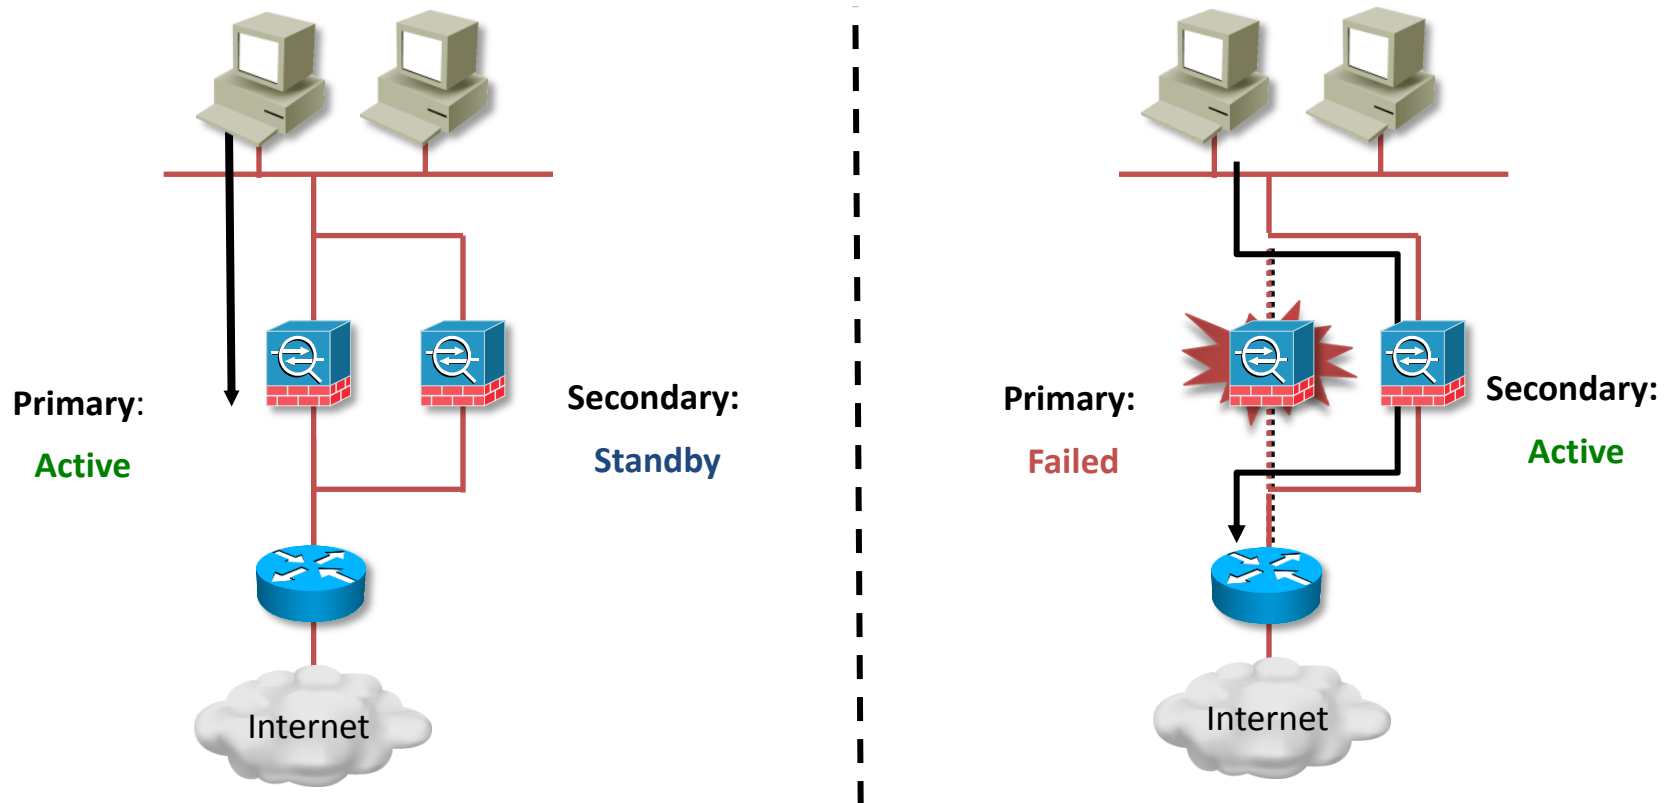 Primary:
Active
Secondary:
Standby
Internet
Primary:
Failed
Secondary:
Active
Internet